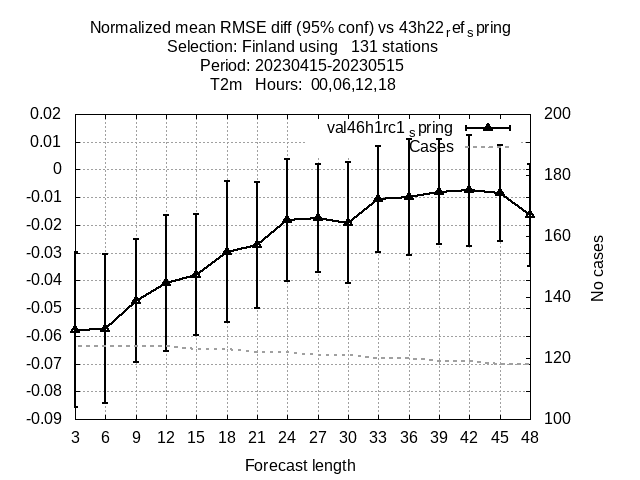 Normalized mean RMSE diff (95% conf) vs 43h22refspring
Selection: Finland using 131 stations
Period: 20230415-20230515
T2m Hours: 00,06,12,18
0.02
0.01
0
-0.01
-0.02
-0.03
-0.04
-0.05
-0.06
-0.07
-0.08
-0.09
val46h1rc1spring
Cases
200
180
160
140
120
100
No cases
3 6 9 12 15 18 21 24 27 30 33 36 39 42 45 48
Forecast length